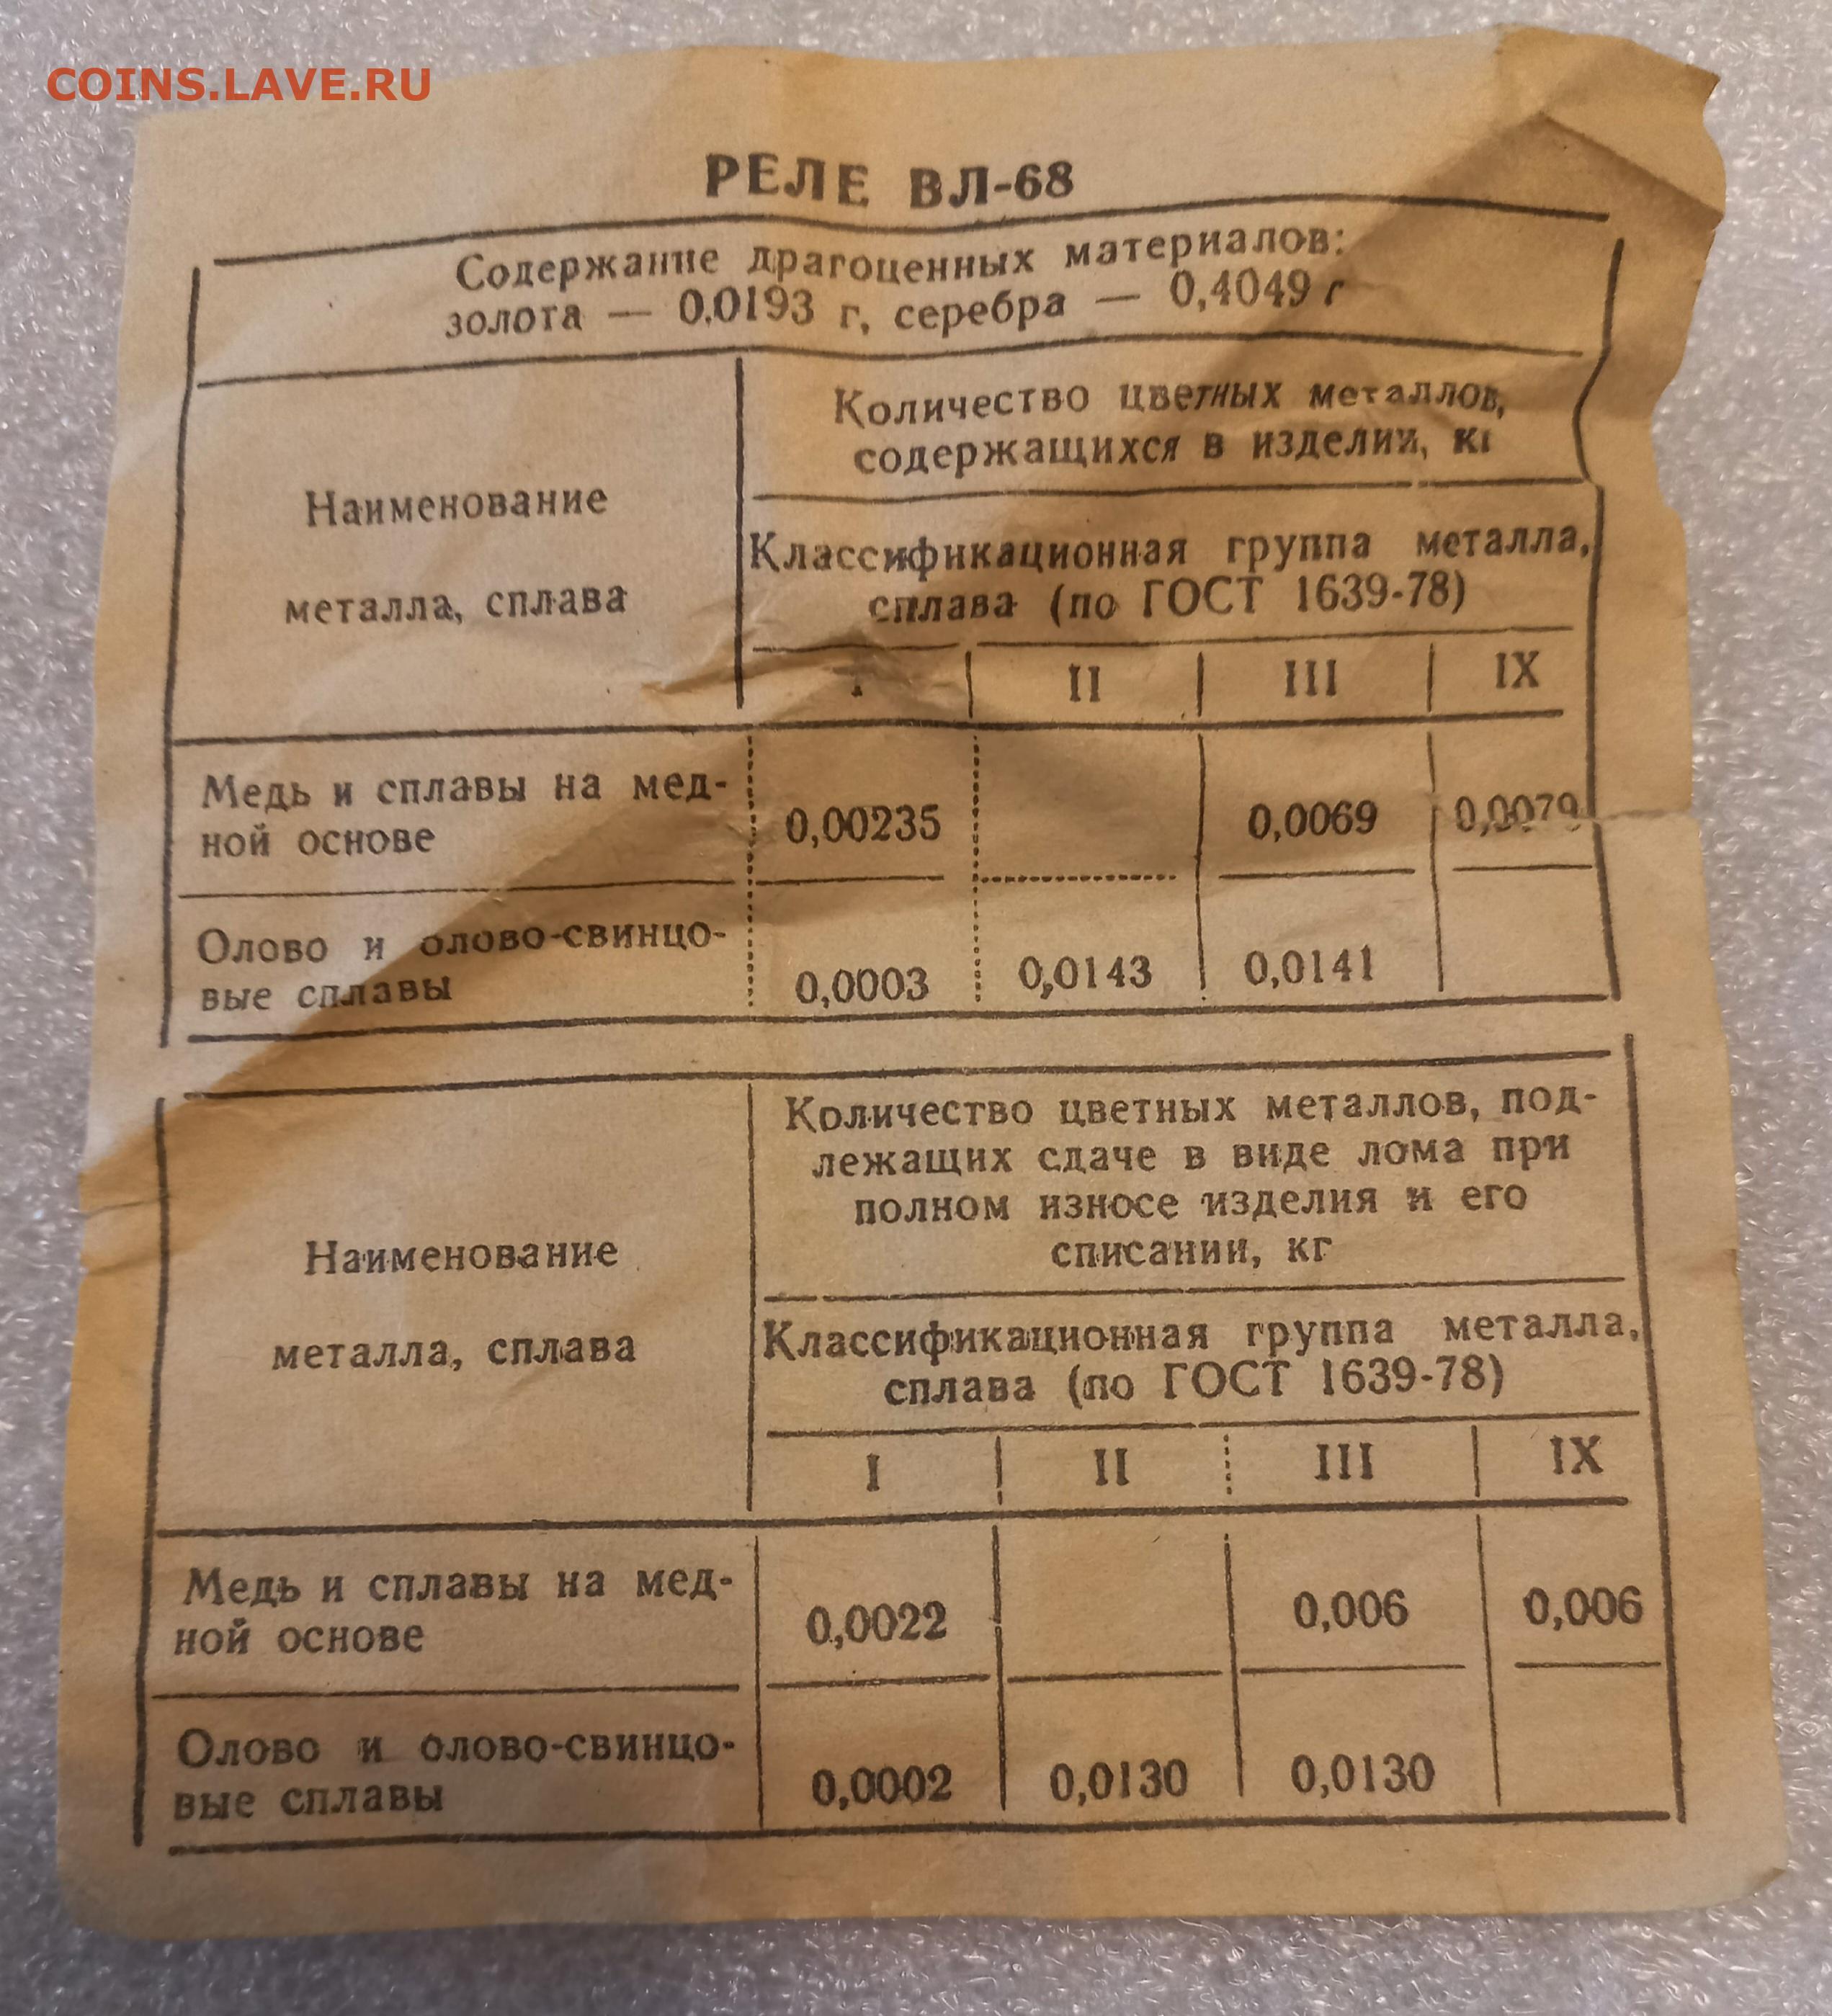 COINS.LAVE.RU
РЕЛЕ ВЛ-68
Содержание драгоценных материалов:
золота — 0,0193 г, серебра — 0,4049 г
Количество цветных металлов,
содержащихся в изделии, кг
Наименование
металла, сплава
Классификационная группа металла,
сплава (по ГОСТ 1639-78)
II III IX
Медь и сплавы на мед-
ной основе
0,00235 0,0069 0,0079
Олово и олово-свинцо-
вые сплавы
0,0003 0,0143 0,0141
Количество цветных металлов, под-
лежащих сдаче в виде лома при
полном износе изделия и его
списании, кг
Наименование
металла, сплава
Классификационная группа металла,
сплава (по ГОСТ 1639-78)
I II III IX
Медь и сплавы на мед-
ной основе
0,0022 0,006 0,006
Олово и олово-свинцо-
вые сплавы
0,0002 0,0130 0,0130